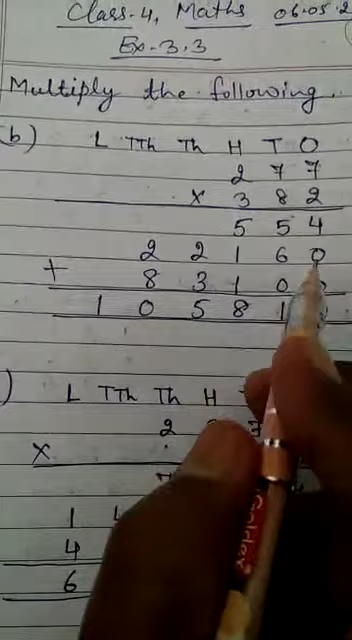 Class-4, Maths 06.05.2
Ex-3.3
Multiply the following.
b) L TTh Th H T O
2 7 7
x 3 8 2
5 5 4
2 2 1 6 0
+ 8 3 1 0
1 0 5 8 1
) L TTh Th H
2
X
1
4
6
Goldex